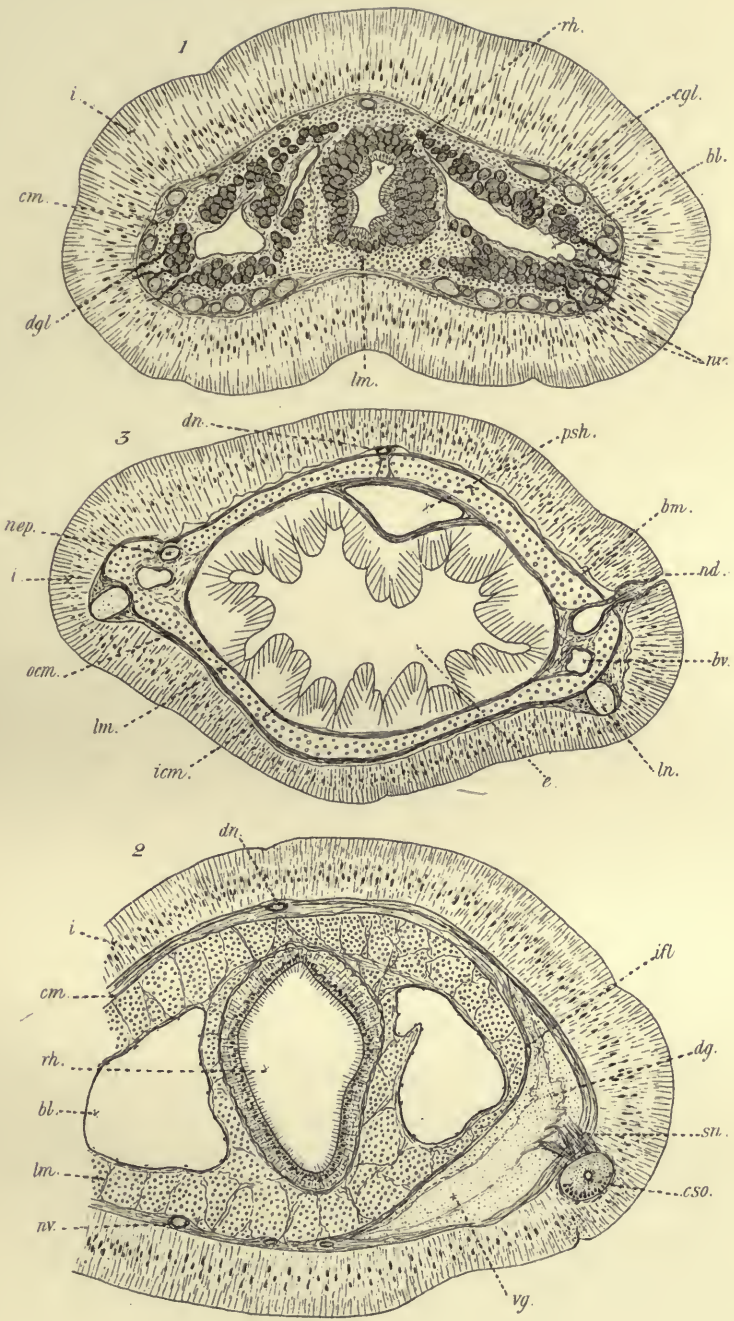 1
rh.
i.
cgl.
bl.
cm.
dgl.
nv.
lm.
3
dn.
psh.
nep.
bm.
i
nd.
ocm.
bv.
lm.
icm.
e.
ln.
2
dn.
i
ifl
cm.
dg.
rh.
bl.
sn.
lm.
cso.
nv.
vg.